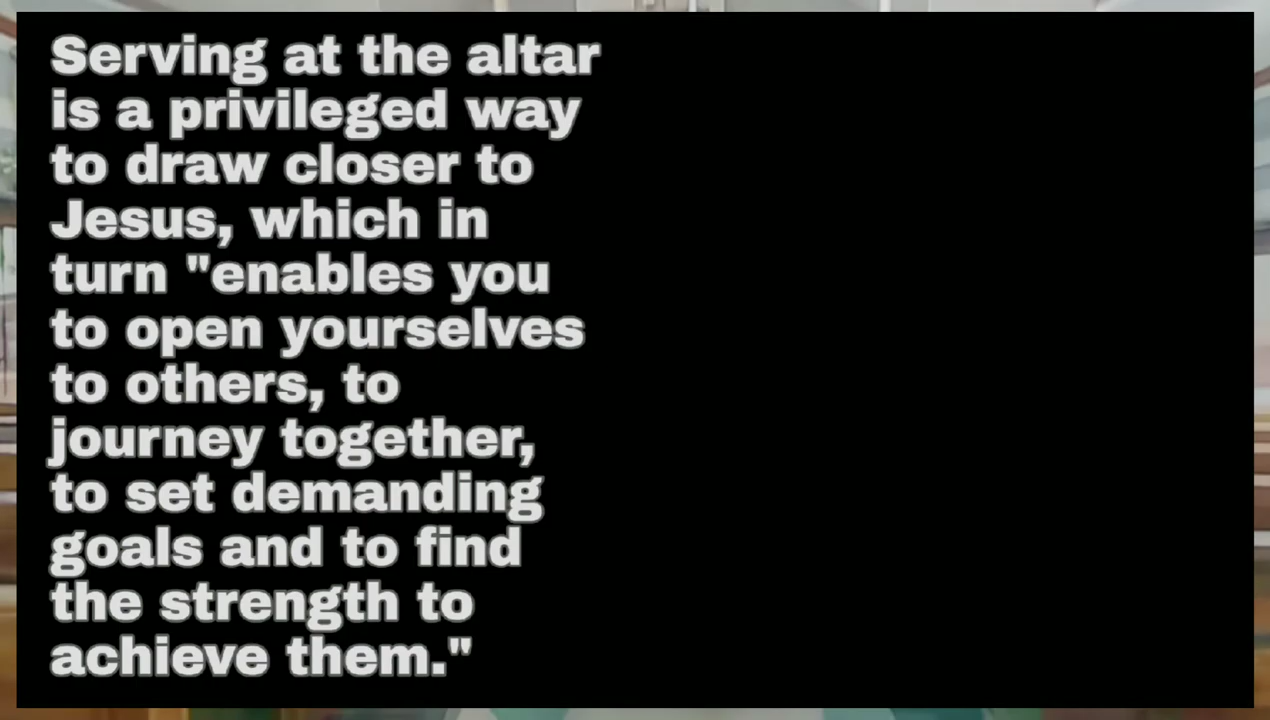 Serving at the altar
is a privileged way
to draw closer to
Jesus, which in
turn "enables you
to open yourselves
to others, to
journey together,
to set demanding
goals and to find
the strength to
achieve them."